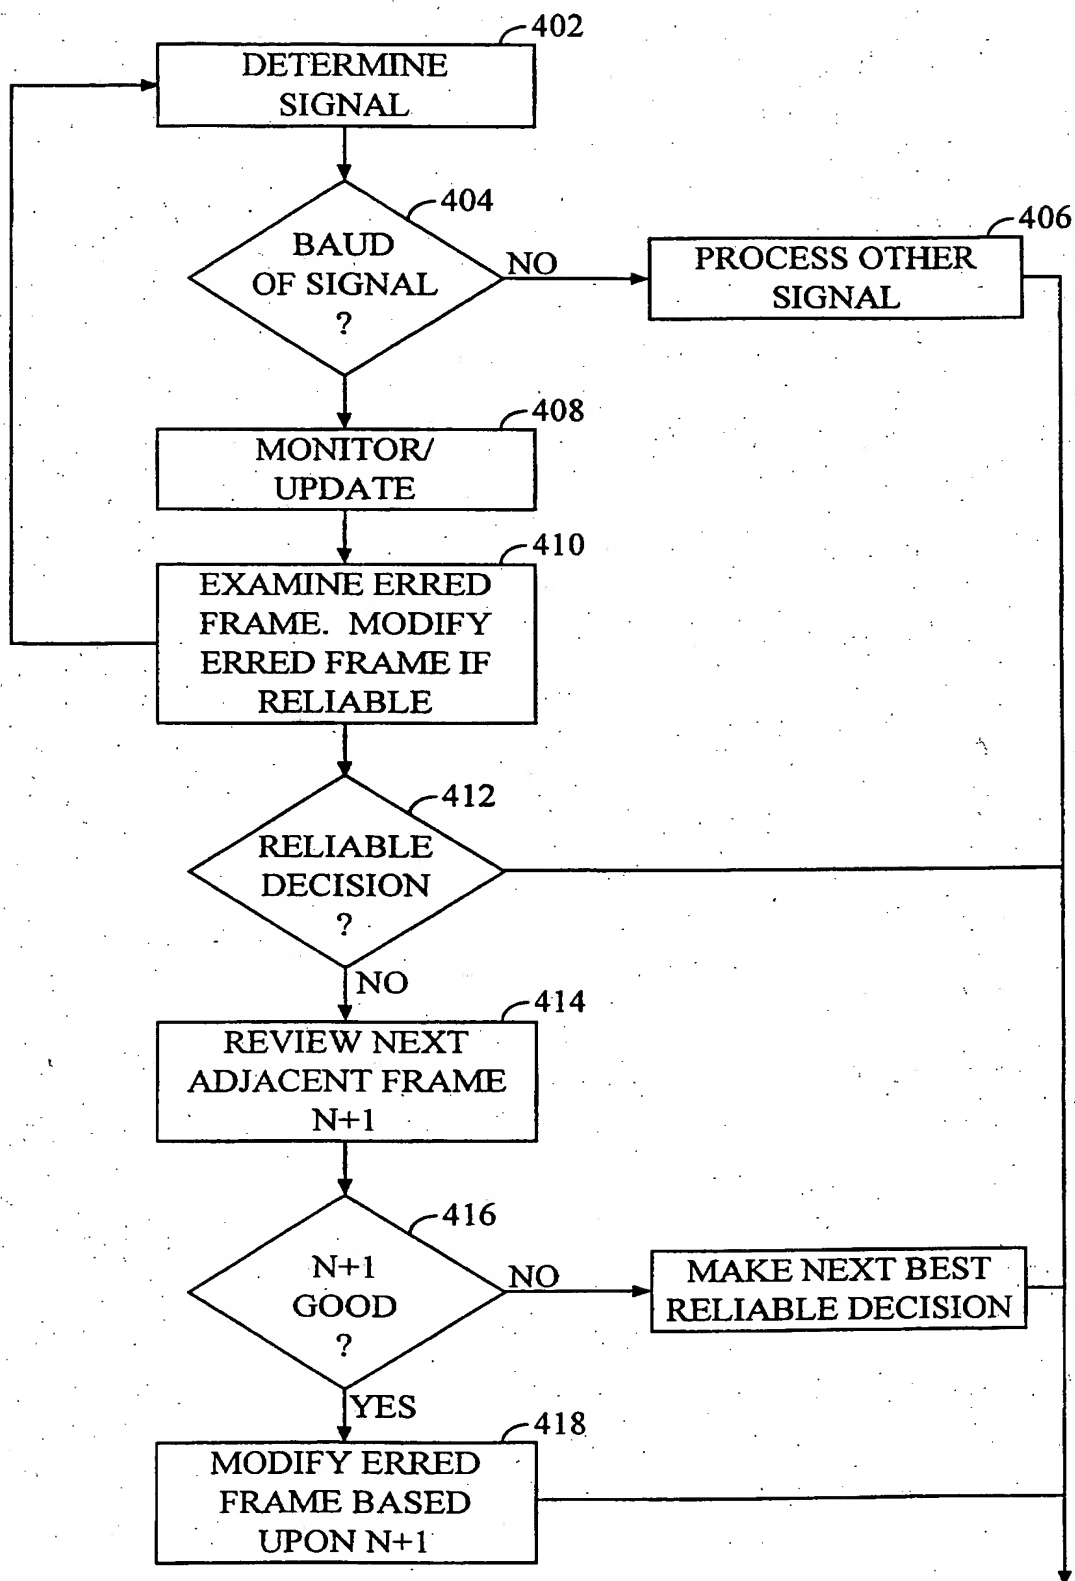 402
DETERMINE
SIGNAL
404
BAUD
OF SIGNAL
?
NO
406
PROCESS OTHER
SIGNAL
408
MONITOR/
UPDATE
410
EXAMINE ERRED
FRAME. MODIFY
ERRED FRAME IF
RELIABLE
412
RELIABLE
DECISION
?
NO
414
REVIEW NEXT
ADJACENT FRAME
N+1
416
N+1
GOOD
?
NO
MAKE NEXT BEST
RELIABLE DECISION
YES
418
MODIFY ERRED
FRAME BASED
UPON N+1